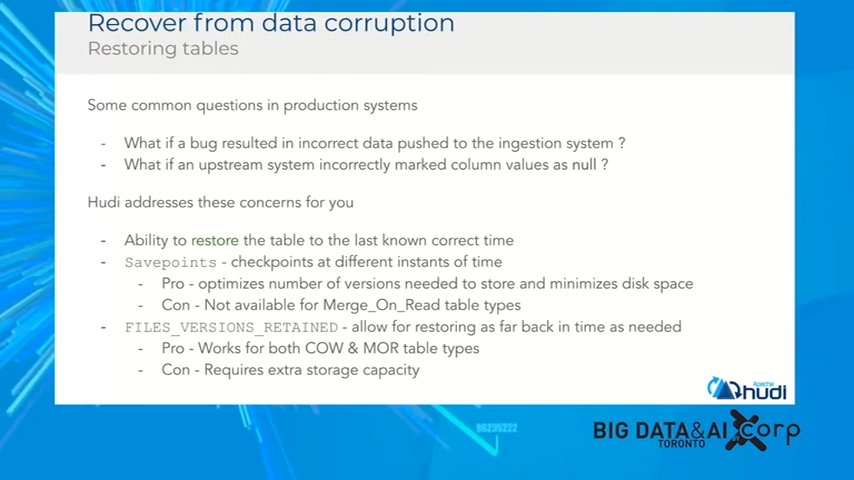 Recover from data corruption
Restoring tables
Some common questions in production systems
- What if a bug resulted in incorrect data pushed to the ingestion system ?
- What if an upstream system incorrectly marked column values as null ?
Hudi addresses these concerns for you
- Ability to restore the table to the last known correct time
- Savepoints - checkpoints at different instants of time
- Pro - optimizes number of versions needed to store and minimizes disk space
- Con - Not available for Merge_On_Read table types
- FILES_VERSIONS_RETAINED - allow for restoring as far back in time as needed
- Pro - Works for both COW & MOR table types
- Con - Requires extra storage capacity
Apache
hudi
BIG DATA&AI
TORONTO
corp